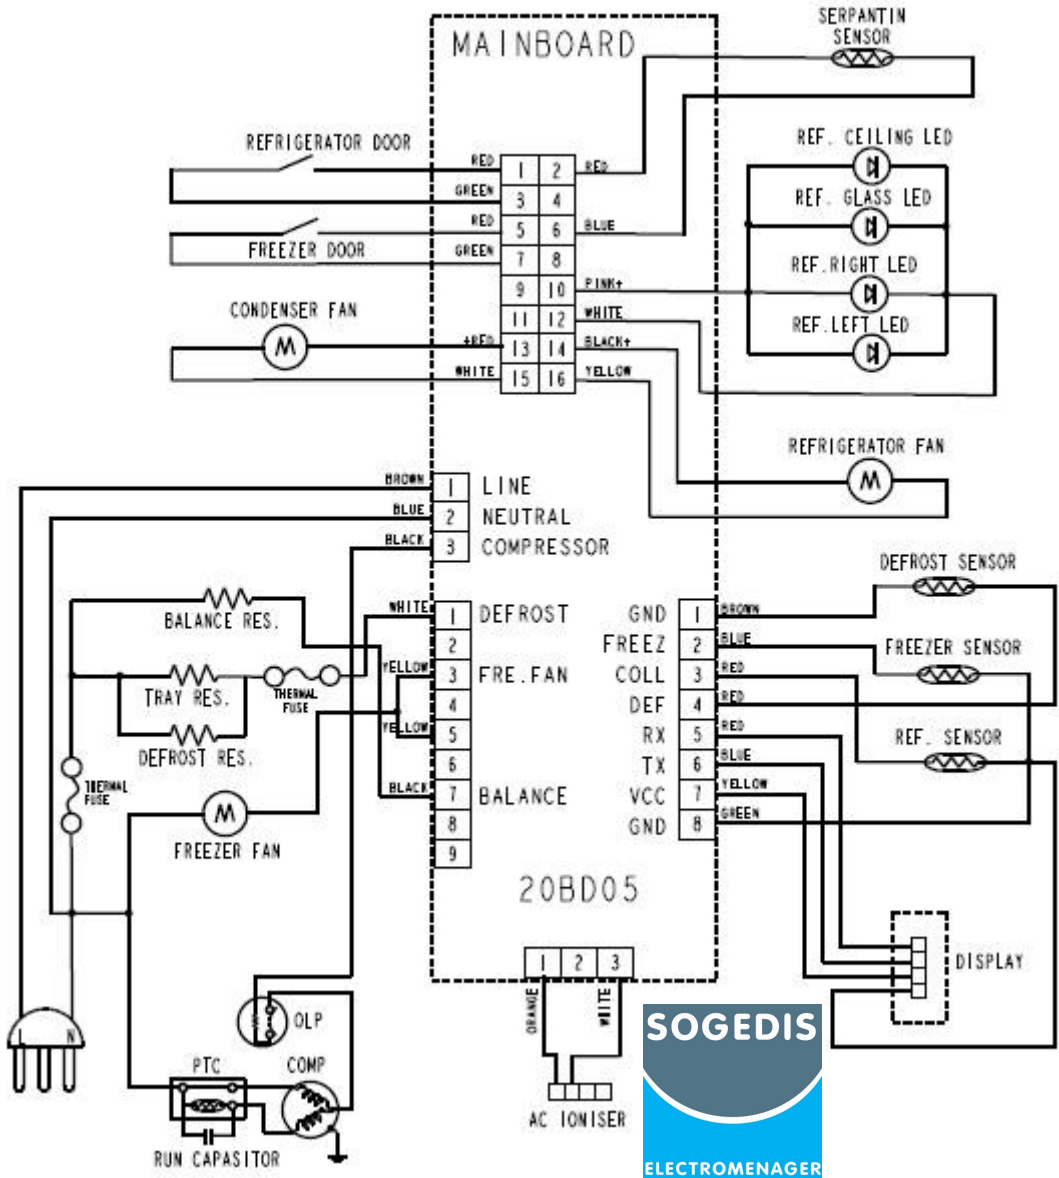 SERPANTIN
SENSOR
MAINBOARD
REFRIGERATOR DOOR
REF. CEILING LED
RED
1
2
RED
GREEN
3
4
REF. GLASS LED
RED
5
6
BLUE
FREEZER DOOR
GREEN
7
8
REF.RIGHT LED
9
10
PINK+
CONDENSER FAN
11
12
WHITE
REF.LEFT LED
M
+RED
13
14
BLACK+
WHITE
15
16
YELLOW
REFRIGERATOR FAN
M
BROWN
1
LINE
BLUE
2
NEUTRAL
BLACK
3
COMPRESSOR
DEFROST SENSOR
BALANCE RES.
WHITE
1
DEFROST
GND
1
BROWN
2
FREEZ
2
BLUE
FREEZER SENSOR
YELLOW
3
FRE.FAN
COLL
3
RED
TRAY RES.
THERMAL
FUSE
4
DEF
4
RED
YELLOW
5
RX
5
RED
REF. SENSOR
DEFROST RES.
6
TX
6
BLUE
THERMAL
FUSE
BLACK
7
BALANCE
VCC
7
YELLOW
M
8
GND
8
GREEN
FREEZER FAN
9
20BD05
1
2
3
DISPLAY
ORANGE
WHITE
L
N
OLP
SOGEDIS
PTC
COMP
AC IONISER
RUN CAPASITOR
ELECTROMENAGER